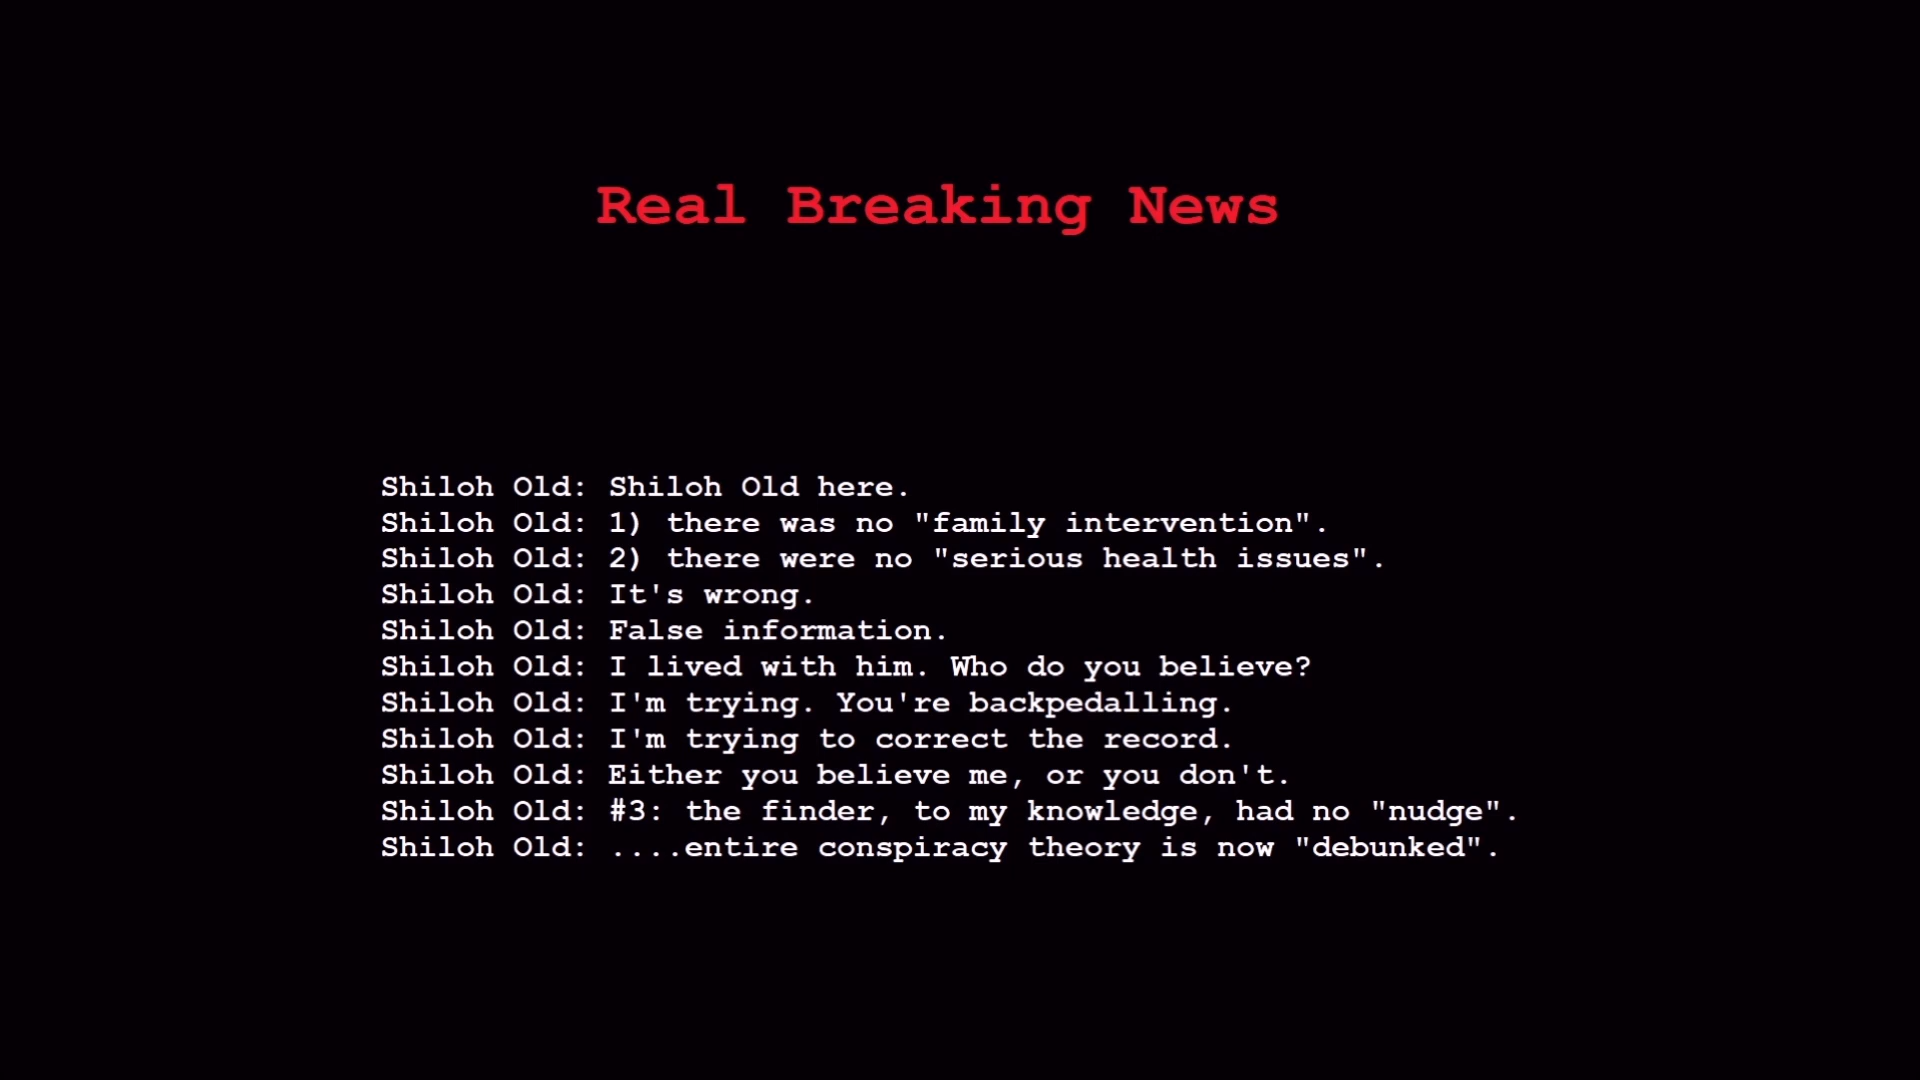 Real Breaking News
Shiloh Old: Shiloh Old here.
Shiloh Old: 1) there was no "family intervention".
Shiloh Old: 2) there were no "serious health issues".
Shiloh Old: It's wrong.
Shiloh Old: False information.
Shiloh Old: I lived with him. Who do you believe?
Shiloh Old: I'm trying. You're backpedalling.
Shiloh Old: I'm trying to correct the record.
Shiloh Old: Either you believe me, or you don't.
Shiloh Old: #3: the finder, to my knowledge, had no "nudge".
Shiloh Old: ....entire conspiracy theory is now "debunked".